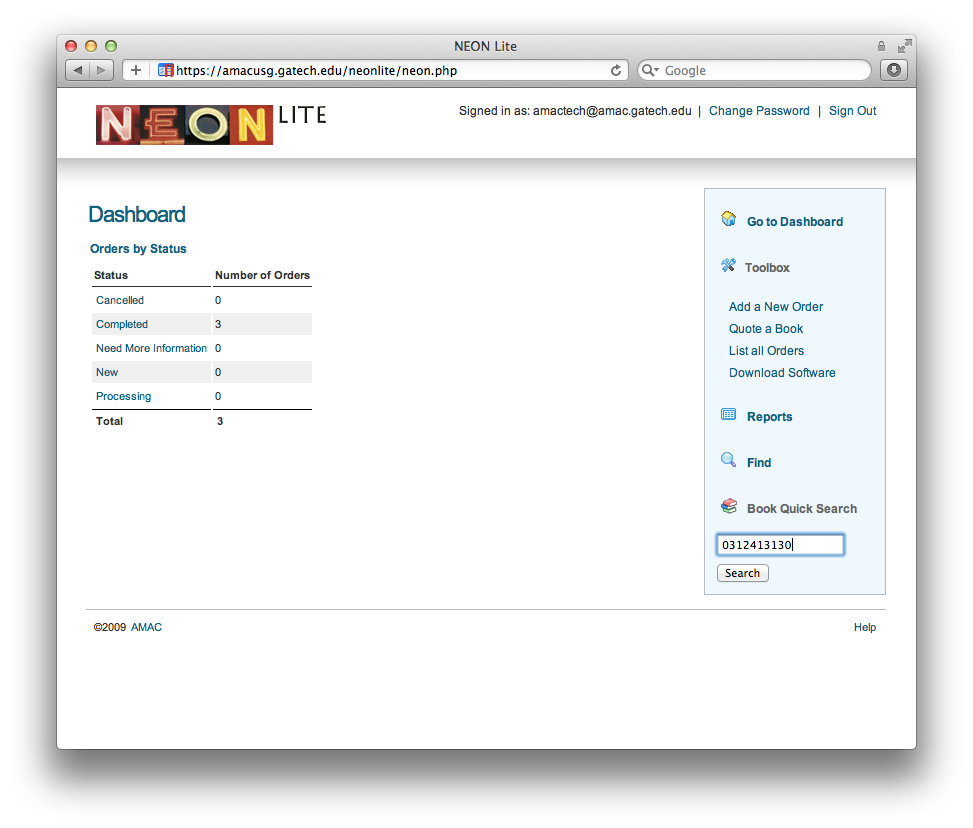 NEON Lite
https://amacusg.gatech.edu/neonlite/neon.php
Google
NEON LITE
Signed in as: amactech@amac.gatech.edu | Change Password | Sign Out
Dashboard
Orders by Status
Status Number of Orders
Cancelled 0
Completed 3
Need More Information 0
New 0
Processing 0
Total 3
Go to Dashboard
Toolbox
Add a New Order
Quote a Book
List all Orders
Download Software
Reports
Find
Book Quick Search
0312413130
Search
©2009 AMAC
Help